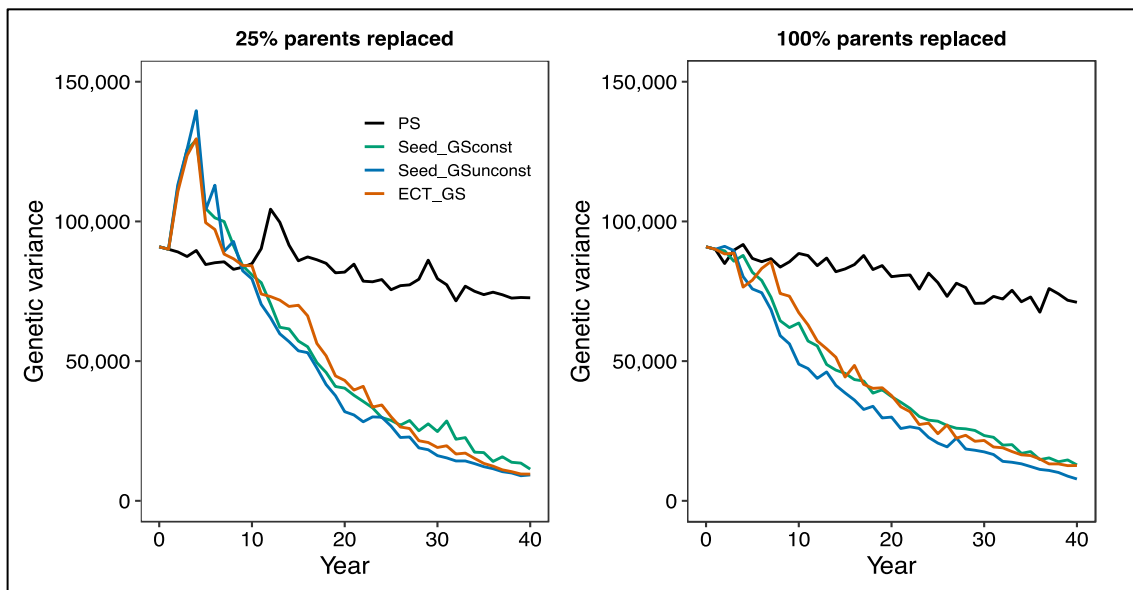 25% parents replaced
Genetic variance
150,000
100,000
50,000
0
PS
Seed_GSconst
Seed_GSunconst
ECT_GS
0 10 20 30 40
Year
100% parents replaced
Genetic variance
150,000
100,000
50,000
0
0 10 20 30 40
Year